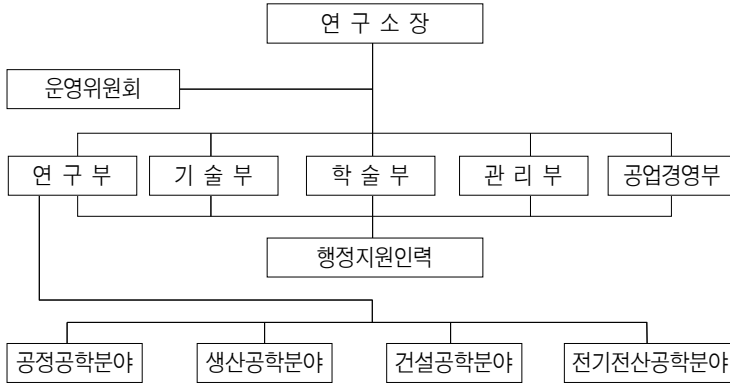 연 구 소 장
운영위원회
연 구 부 기 술 부 학 술 부 관 리 부 공업경영부
행정지원인력
공정공학분야 생산공학분야 건설공학분야 전기전산공학분야